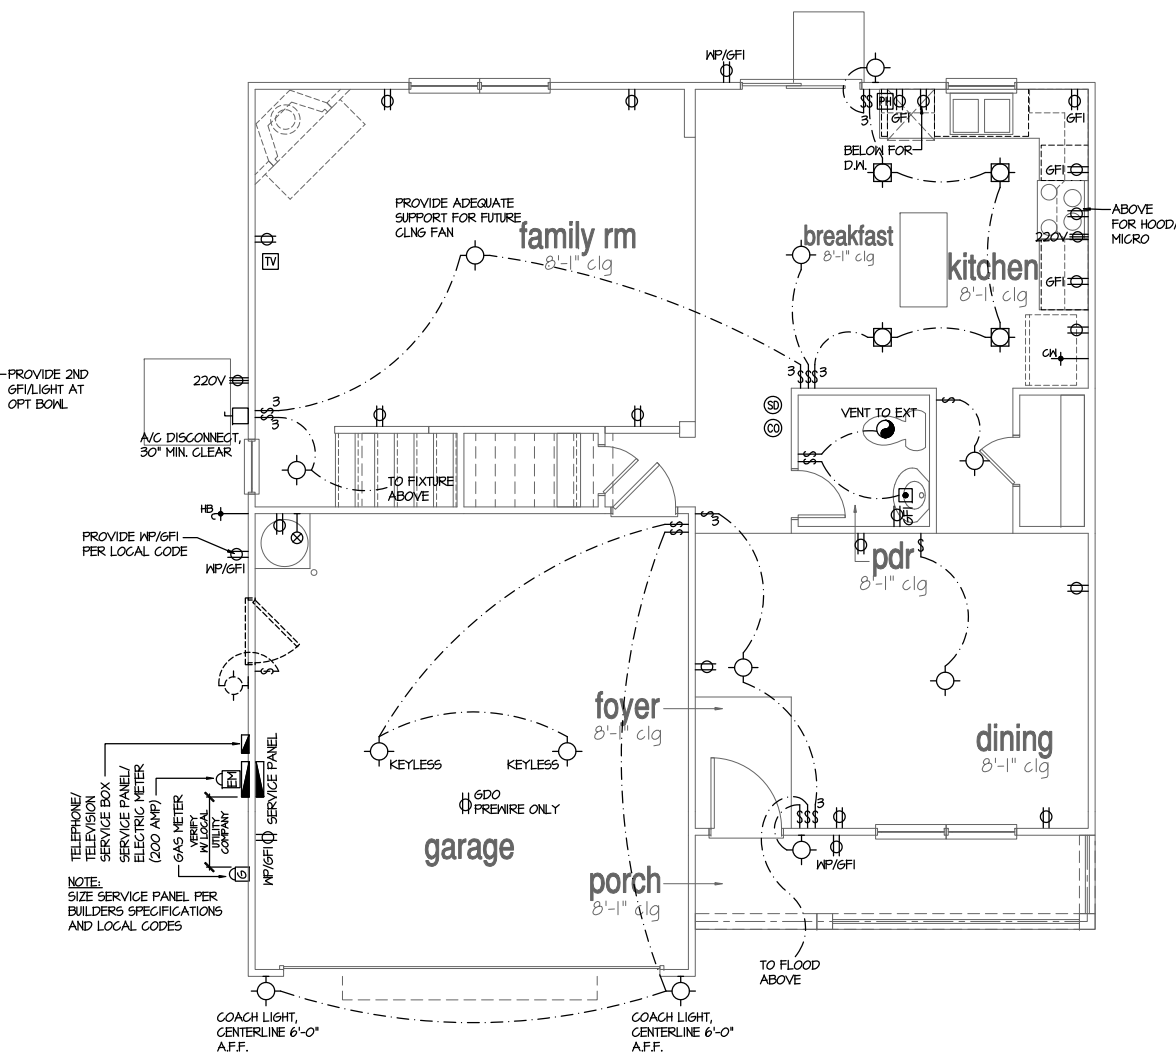 WP/GFI
PH
GFI
GFI
3
BELOW FOR
D.W.
GFI
PROVIDE ADEQUATE
SUPPORT FOR FUTURE
CLNG FAN
ABOVE
FOR HOOD/
MICRO
family rm
8'-1" clg
breakfast
8'-1" clg
220V
TV
kitchen
8'-1" clg
GFI
CW
PROVIDE 2ND
GFI/LIGHT AT
OPT BOWL
220V
3
3
3
3
SD
CO
VENT TO EXT
A/C DISCONNECT,
30" MIN. CLEAR
TO FIXTURE
ABOVE
HB
GFI
3
PROVIDE WP/GFI
PER LOCAL CODE
WP/GFI
pdr
8'-1" clg
foyer
8'-1" clg
dining
8'-1" clg
KEYLESS
KEYLESS
GDO
PREWIRE ONLY
TELEPHONE/
TELEVISION
SERVICE BOX
SERVICE PANEL/
ELECTRIC METER
(200 AMP)
GAS METER
VERIFY
W/ LOCAL
UTILITY
COMPANY
EM
G
SERVICE PANEL
WP/GFI
3
WP/GFI
garage
porch
8'-1" clg
NOTE:
SIZE SERVICE PANEL PER
BUILDERS SPECIFICATIONS
AND LOCAL CODES
TO FLOOD
ABOVE
COACH LIGHT,
CENTERLINE 6'-0"
A.F.F.
COACH LIGHT,
CENTERLINE 6'-0"
A.F.F.